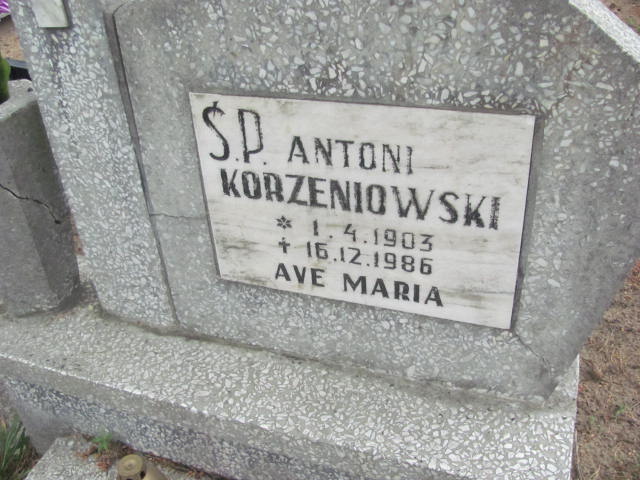 Ś.P. ANTONI
KORZENIOWSKI
* 1.4.1903
✝ 16.12.1986
AVE MARIA